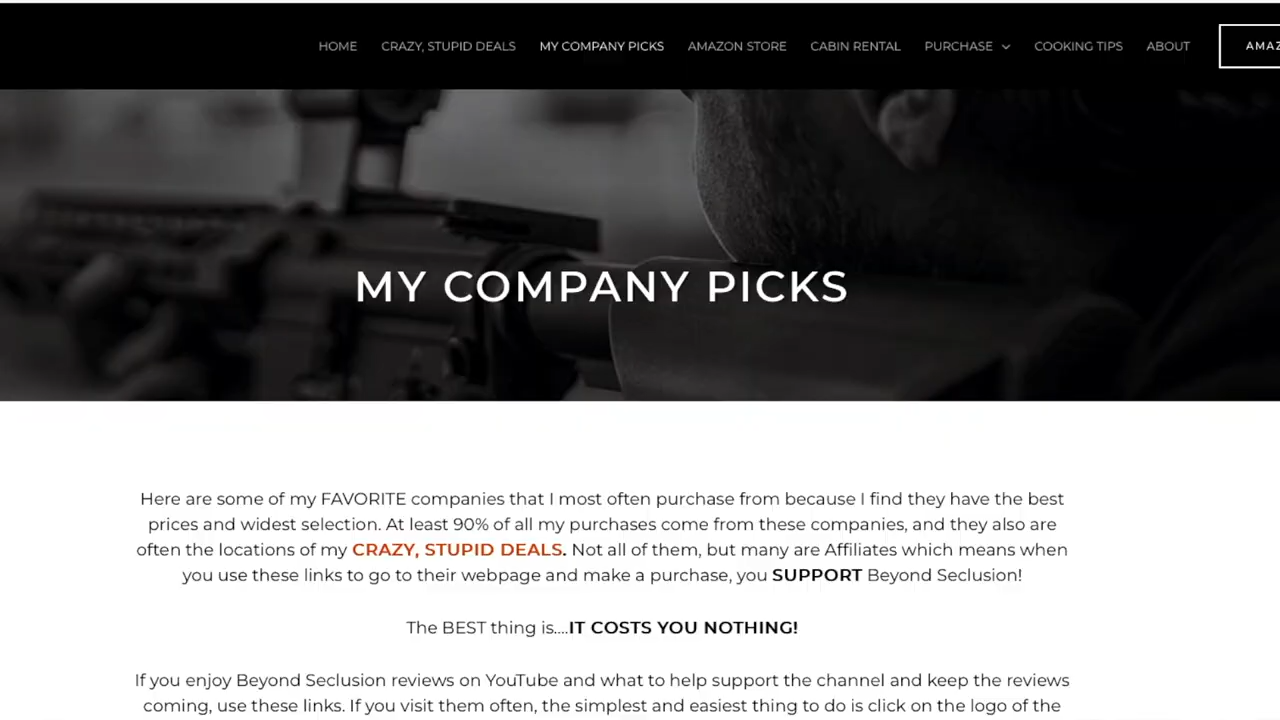 HOME CRAZY, STUPID DEALS MY COMPANY PICKS AMAZON STORE CABIN RENTAL PURCHASE COOKING TIPS ABOUT
MY COMPANY PICKS
Here are some of my FAVORITE companies that I most often purchase from because I find they have the best
prices and widest selection. At least 90% of all my purchases come from these companies, and they also are
often the locations of my CRAZY, STUPID DEALS. Not all of them, but many are Affiliates which means when
you use these links to go to their webpage and make a purchase, you SUPPORT Beyond Seclusion!
The BEST thing is....IT COSTS YOU NOTHING!
If you enjoy Beyond Seclusion reviews on YouTube and what to help support the channel and keep the reviews
coming, use these links. If you visit them often, the simplest and easiest thing to do is click on the logo of the